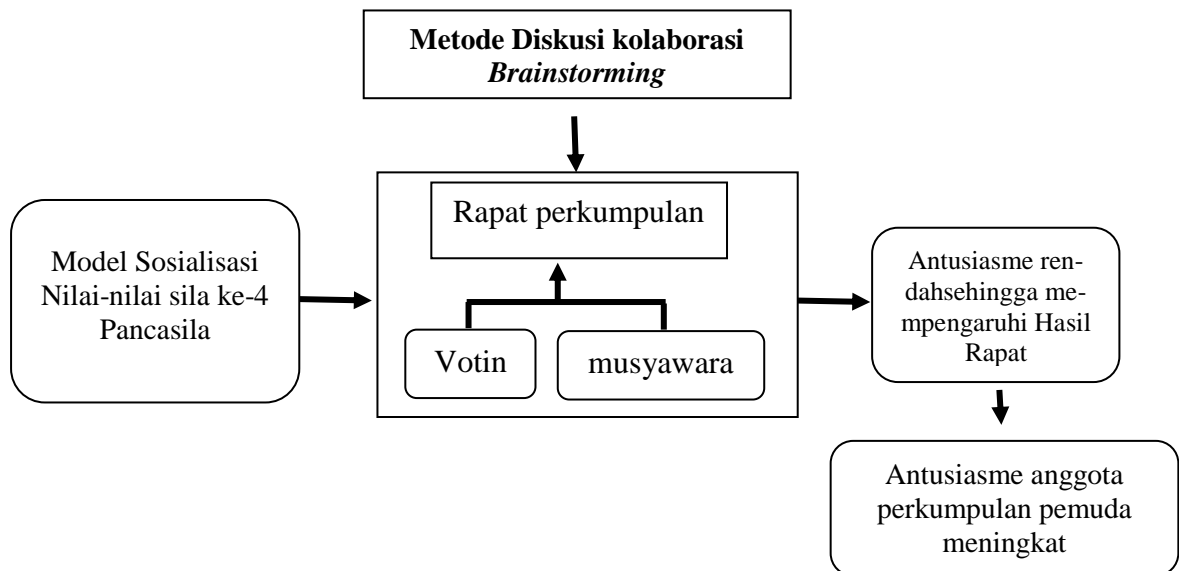 Metode Diskusi kolaborasi
Brainstorming
Rapat perkumpulan
Model Sosialisasi
Nilai-nilai sila ke-4
Pancasila
Votin
musyawara
Antusiasme ren-
dahsehingga me-
mpengaruhi Hasil
Rapat
Antusiasme anggota
perkumpulan pemuda
meningkat